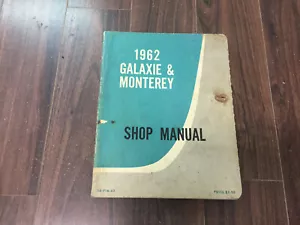 1962
GALAXIE &
MONTEREY
SHOP MANUAL